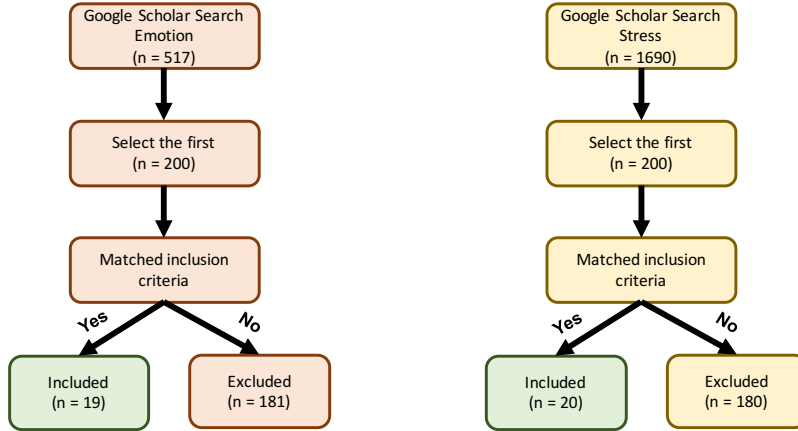 Google Scholar Search
Emotion
(n = 517)
Select the first
(n = 200)
Matched inclusion
criteria
Yes
No
Included
(n = 19)
Excluded
(n = 181)
Google Scholar Search
Stress
(n = 1690)
Select the first
(n = 200)
Matched inclusion
criteria
Yes
No
Included
(n = 20)
Excluded
(n = 180)